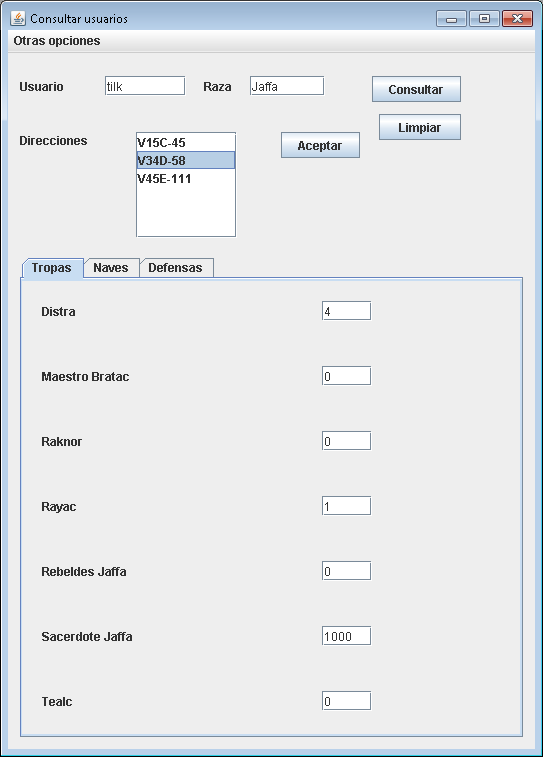 Consultar usuarios
Otras opciones
Usuario tilk Raza Jaffa Consultar
Limpiar
Direcciones V15C-45 Aceptar
V34D-58
V45E-111
Tropas Naves Defensas
Distra 4
Maestro Bratac 0
Raknor 0
Rayac 1
Rebeldes Jaffa 0
Sacerdote Jaffa 1000
Tealc 0